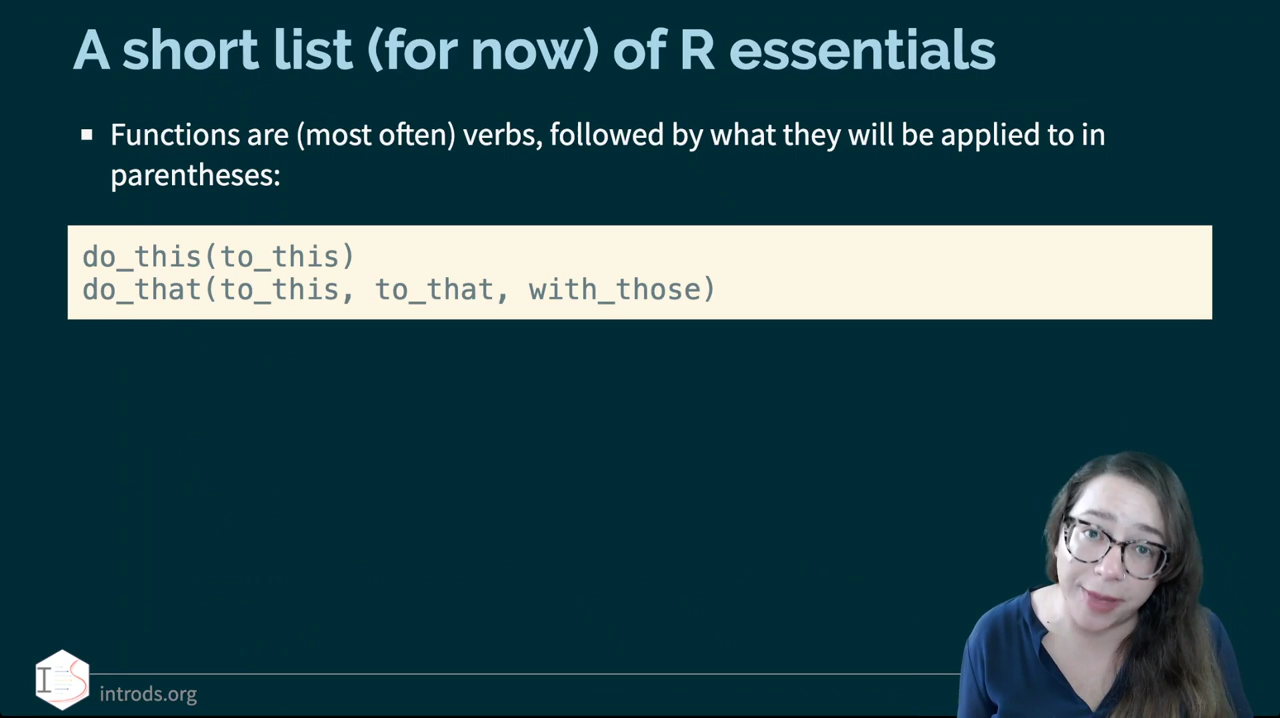 A short list (for now) of R essentials
Functions are (most often) verbs, followed by what they will be applied to in
parentheses:
do_this(to_this)
do_that(to_this, to_that, with_those)
IS
introds.org